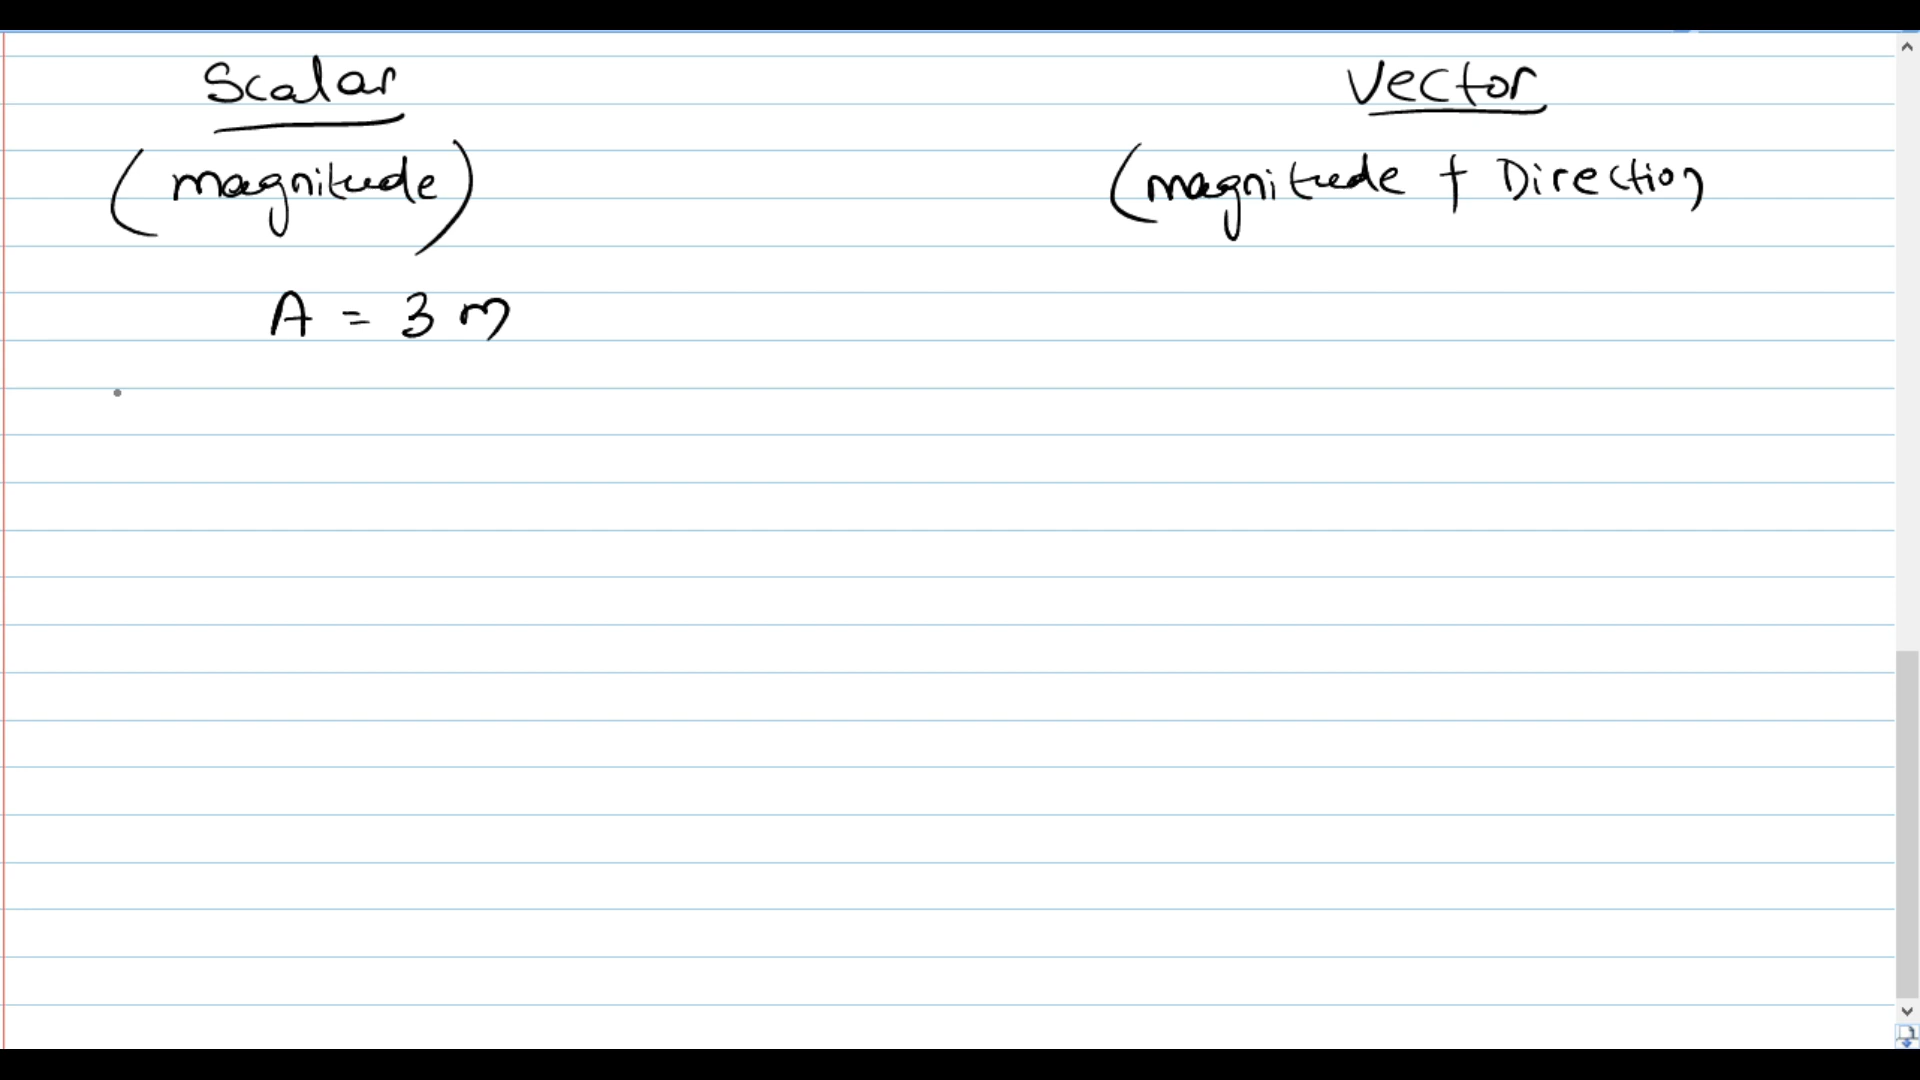 Scalar
(magnitude)
A = 3 m
Vector
(magnitude + Direction)